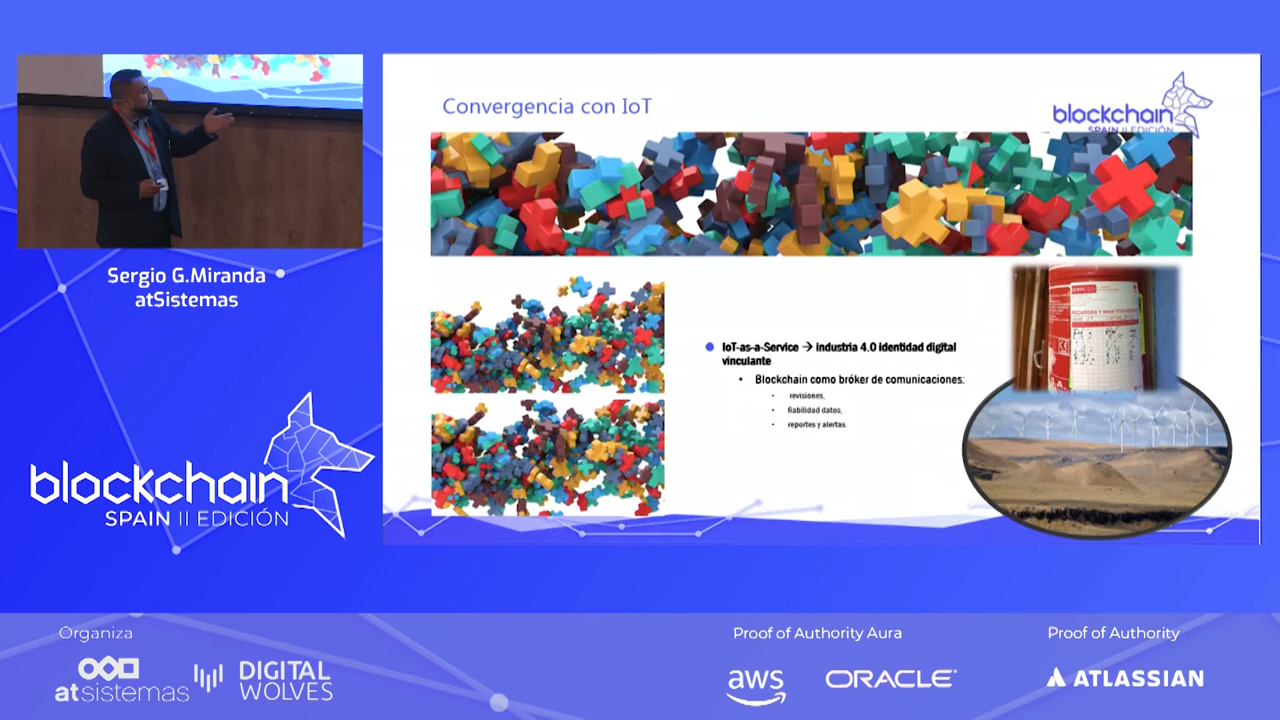 Convergencia con IoT
blockchain
SPAIN II EDICIÓN
Sergio G.Miranda
atSistemas
IoT-as-a-Service → industria 4.0 identidad digital
vinculante
Blockchain como bróker de comunicaciones:
revisiones,
fiabilidad datos,
reportes y alertas.
RECARGAS Y MANTENIMIENTO
blockchain
SPAIN II EDICIÓN
Organiza
atsistemas
DIGITAL
WOLVES
Proof of Authority Aura
aws
ORACLE
Proof of Authority
ATLASSIAN